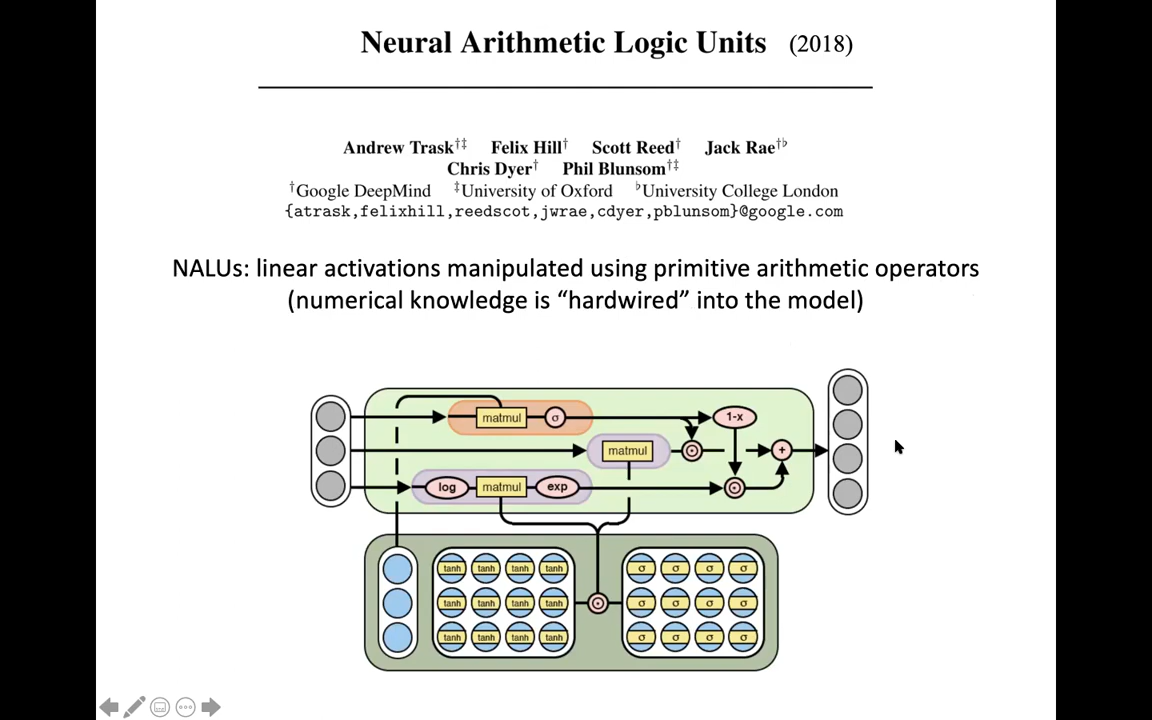 Neural Arithmetic Logic Units (2018)
Andrew Trask†‡ Felix Hill† Scott Reed† Jack Rae†♭
Chris Dyer† Phil Blunsom†‡
†Google DeepMind ‡University of Oxford ♭University College London
{atrask,felixhill,reedscot,jwrae,cdyer,pblunsom}@google.com
NALUs: linear activations manipulated using primitive arithmetic operators
(numerical knowledge is “hardwired” into the model)
matmul σ 1-x
matmul ⊙ +
log matmul exp ⊙
tanh tanh tanh tanh σ σ σ σ
tanh tanh tanh tanh ⊙ σ σ σ σ
tanh tanh tanh tanh σ σ σ σ